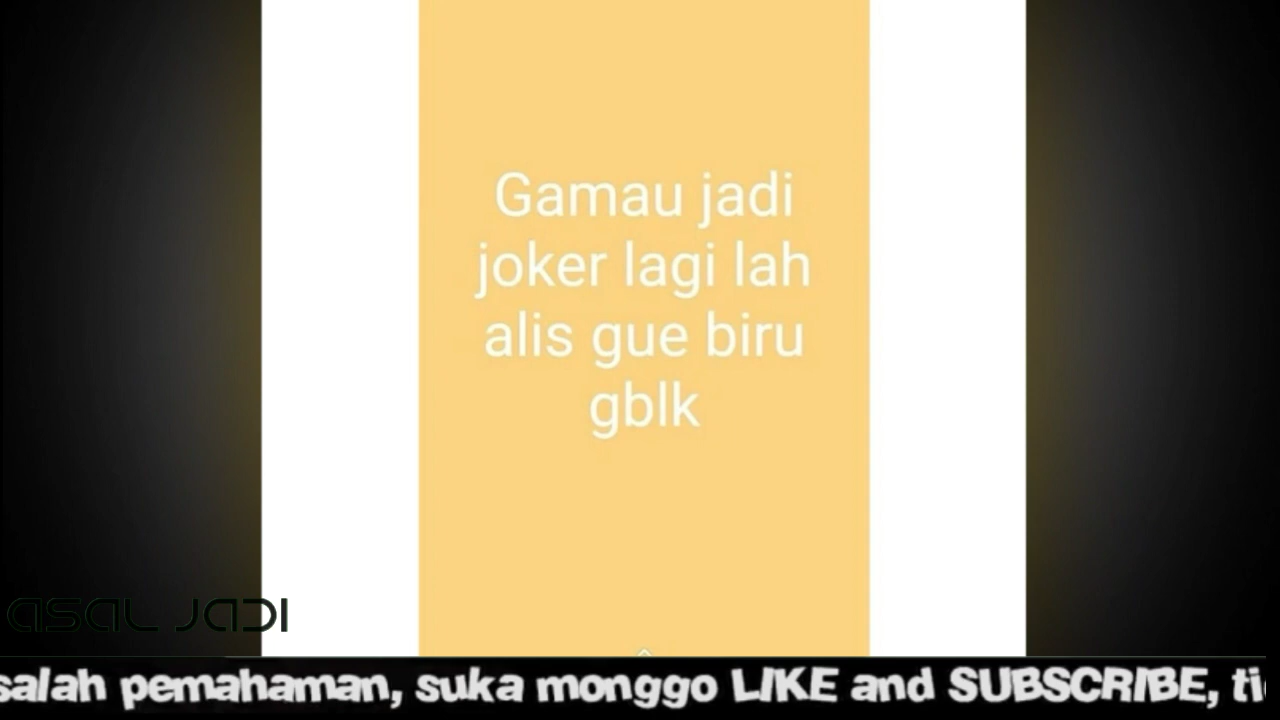 Gamau jadi
joker lagi lah
alis gue biru
gblk
ASAL JADI
salah pemahaman, suka monggo LIKE and SUBSCRIBE,